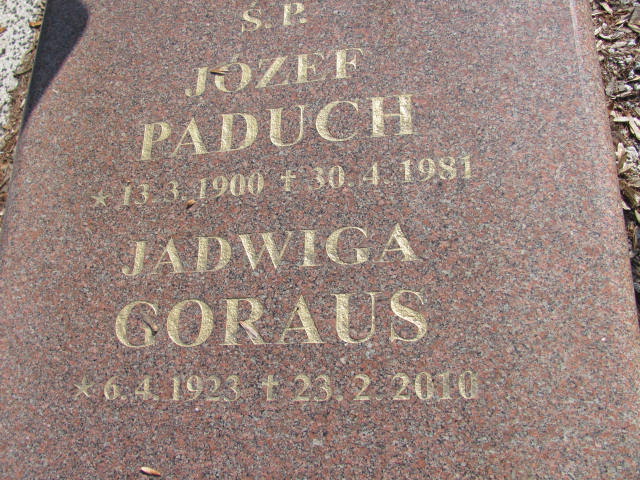 Ś. P.
JÓZEF
PADUCH
★ 13. 3. 1900 ✝ 30. 4. 1981
JADWIGA
GORAUS
★ 6. 4. 1923 ✝ 23. 2. 2010